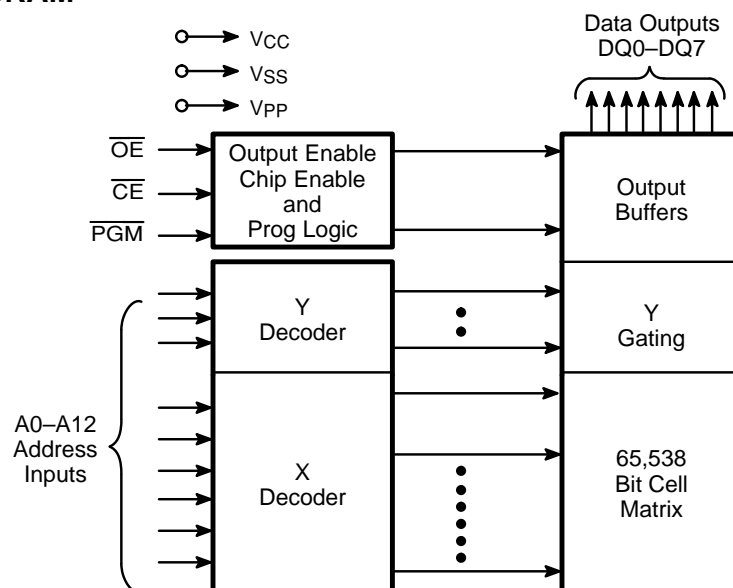 Data Outputs
DQ0–DQ7
VCC
VSS
VPP
OE
CE
PGM
Output Enable
Chip Enable
and
Prog Logic
Output
Buffers
Y
Decoder
Y
Gating
A0–A12
Address
Inputs
X
Decoder
65,538
Bit Cell
Matrix